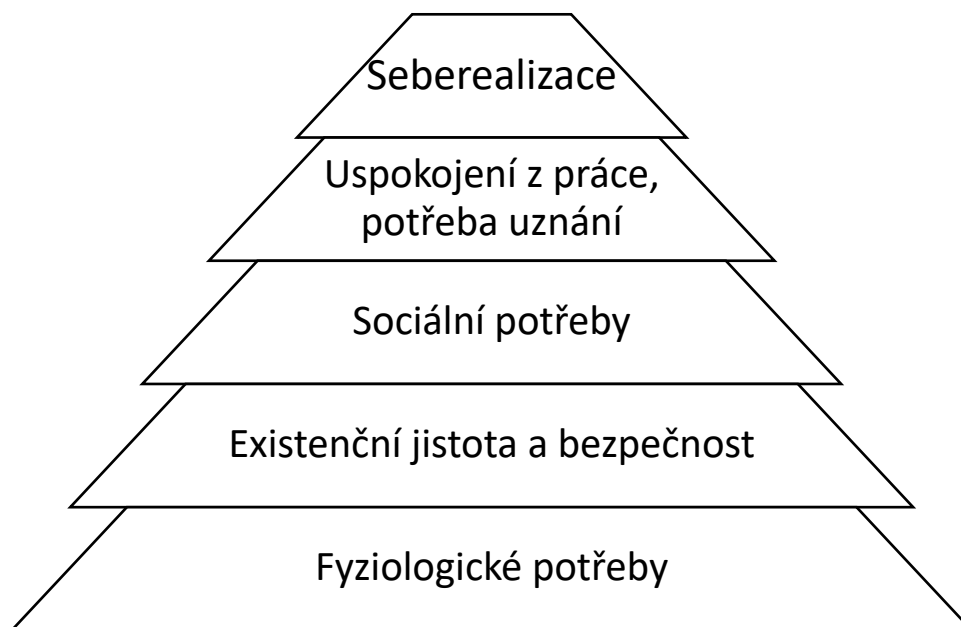 Seberealizace
Uspokojení z práce,
potřeba uznání
Sociální potřeby
Existenční jistota a bezpečnost
Fyziologické potřeby